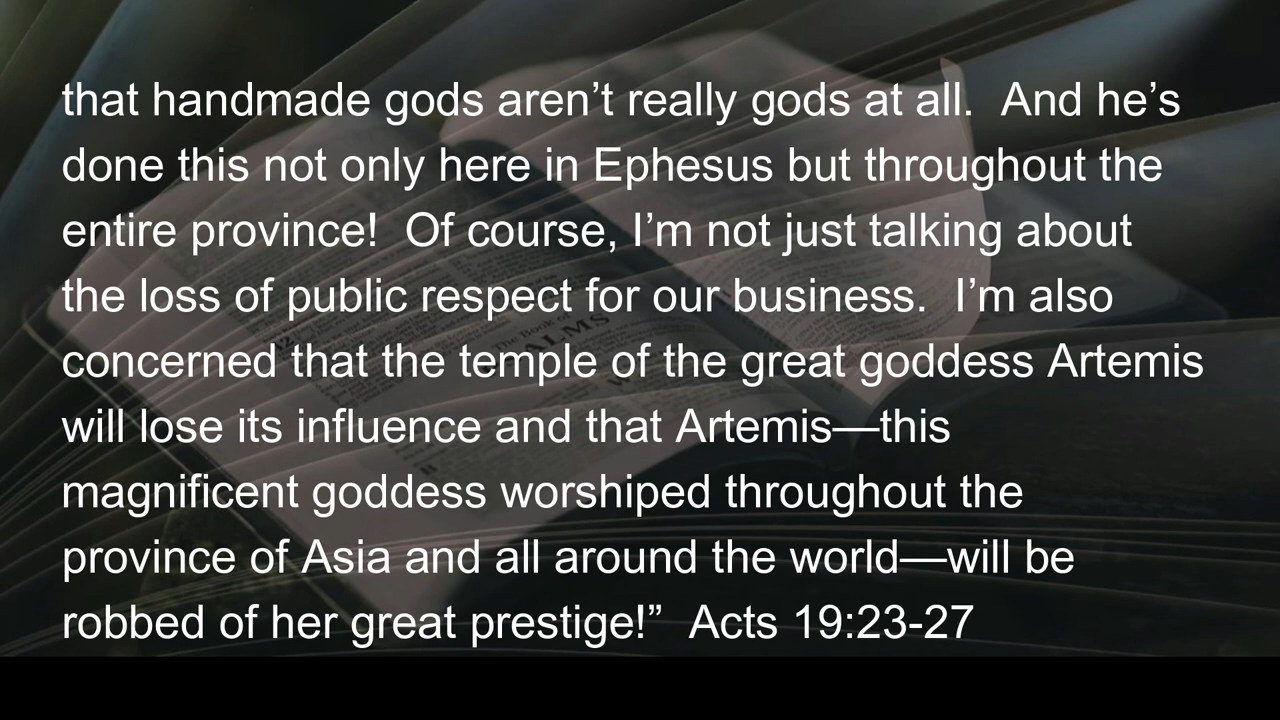 that handmade gods aren’t really gods at all.  And he’s
done this not only here in Ephesus but throughout the
entire province!  Of course, I’m not just talking about
the loss of public respect for our business.  I’m also
concerned that the temple of the great goddess Artemis
will lose its influence and that Artemis—this
magnificent goddess worshiped throughout the
province of Asia and all around the world—will be
robbed of her great prestige!”  Acts 19:23-27
The Book
ALMS